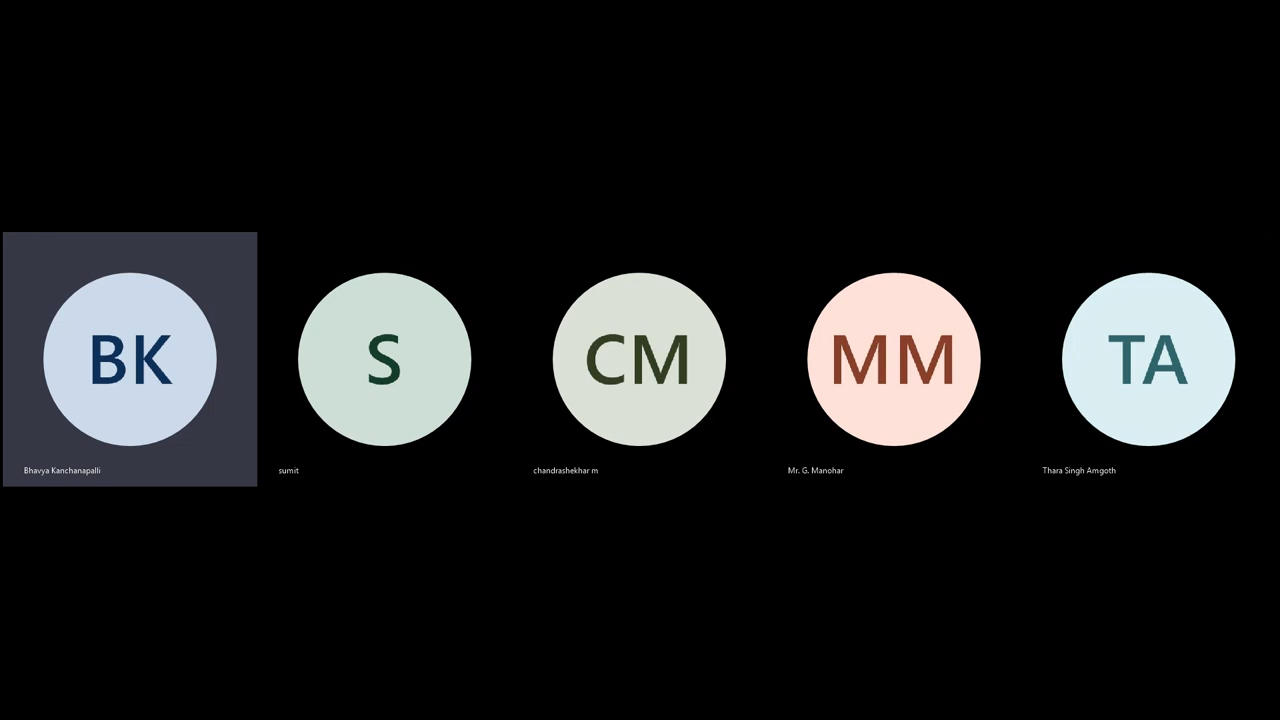 BK
S
CM
MM
TA
Bhavya Kanchanapalli
sumit
chandrashekhar m
Mr. G. Manohar
Thara Singh Amgoth